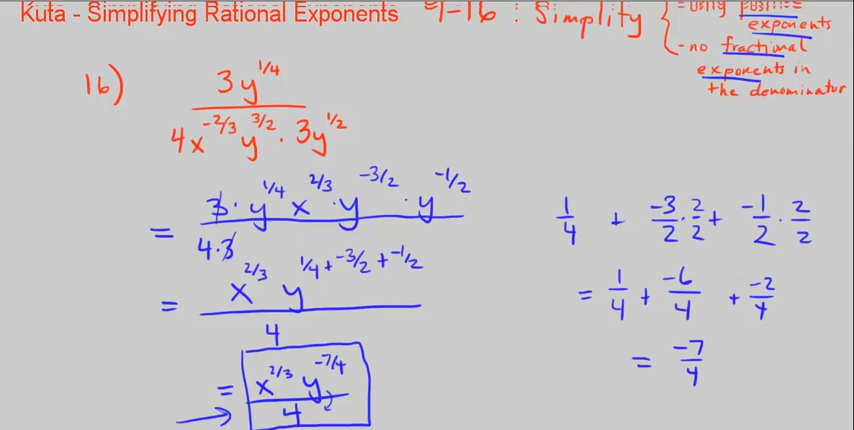 Kuta - Simplifying Rational Exponents
9-16 : Simplify
= only positive
exponents
- no fractional
exponents in
the denominator
16)
3y^1/4
4x^-2/3 y^3/2 · 3y^1/2
= 3 · y^1/4 x^2/3 · y^-3/2 · y^-1/2
4 · 3
= x^2/3 y^1/4 + -3/2 + -1/2
4
= x^2/3 y^-7/4
4
1/4 + -3/2 · 2/2 + -1/2 · 2/2
= 1/4 + -6/4 + -2/4
= -7/4